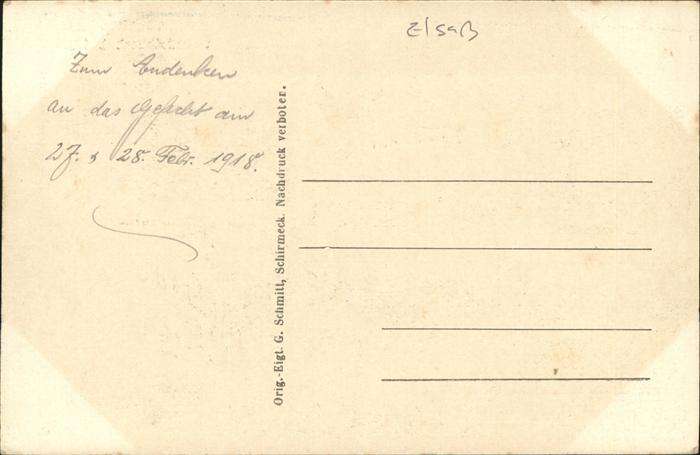 Elsaß
Zum Andenken
an das Gefecht am
27. & 28. Febr. 1918.
Orig.-Eigt. G. Schmitt, Schirmeck. Nachdruck verboten.